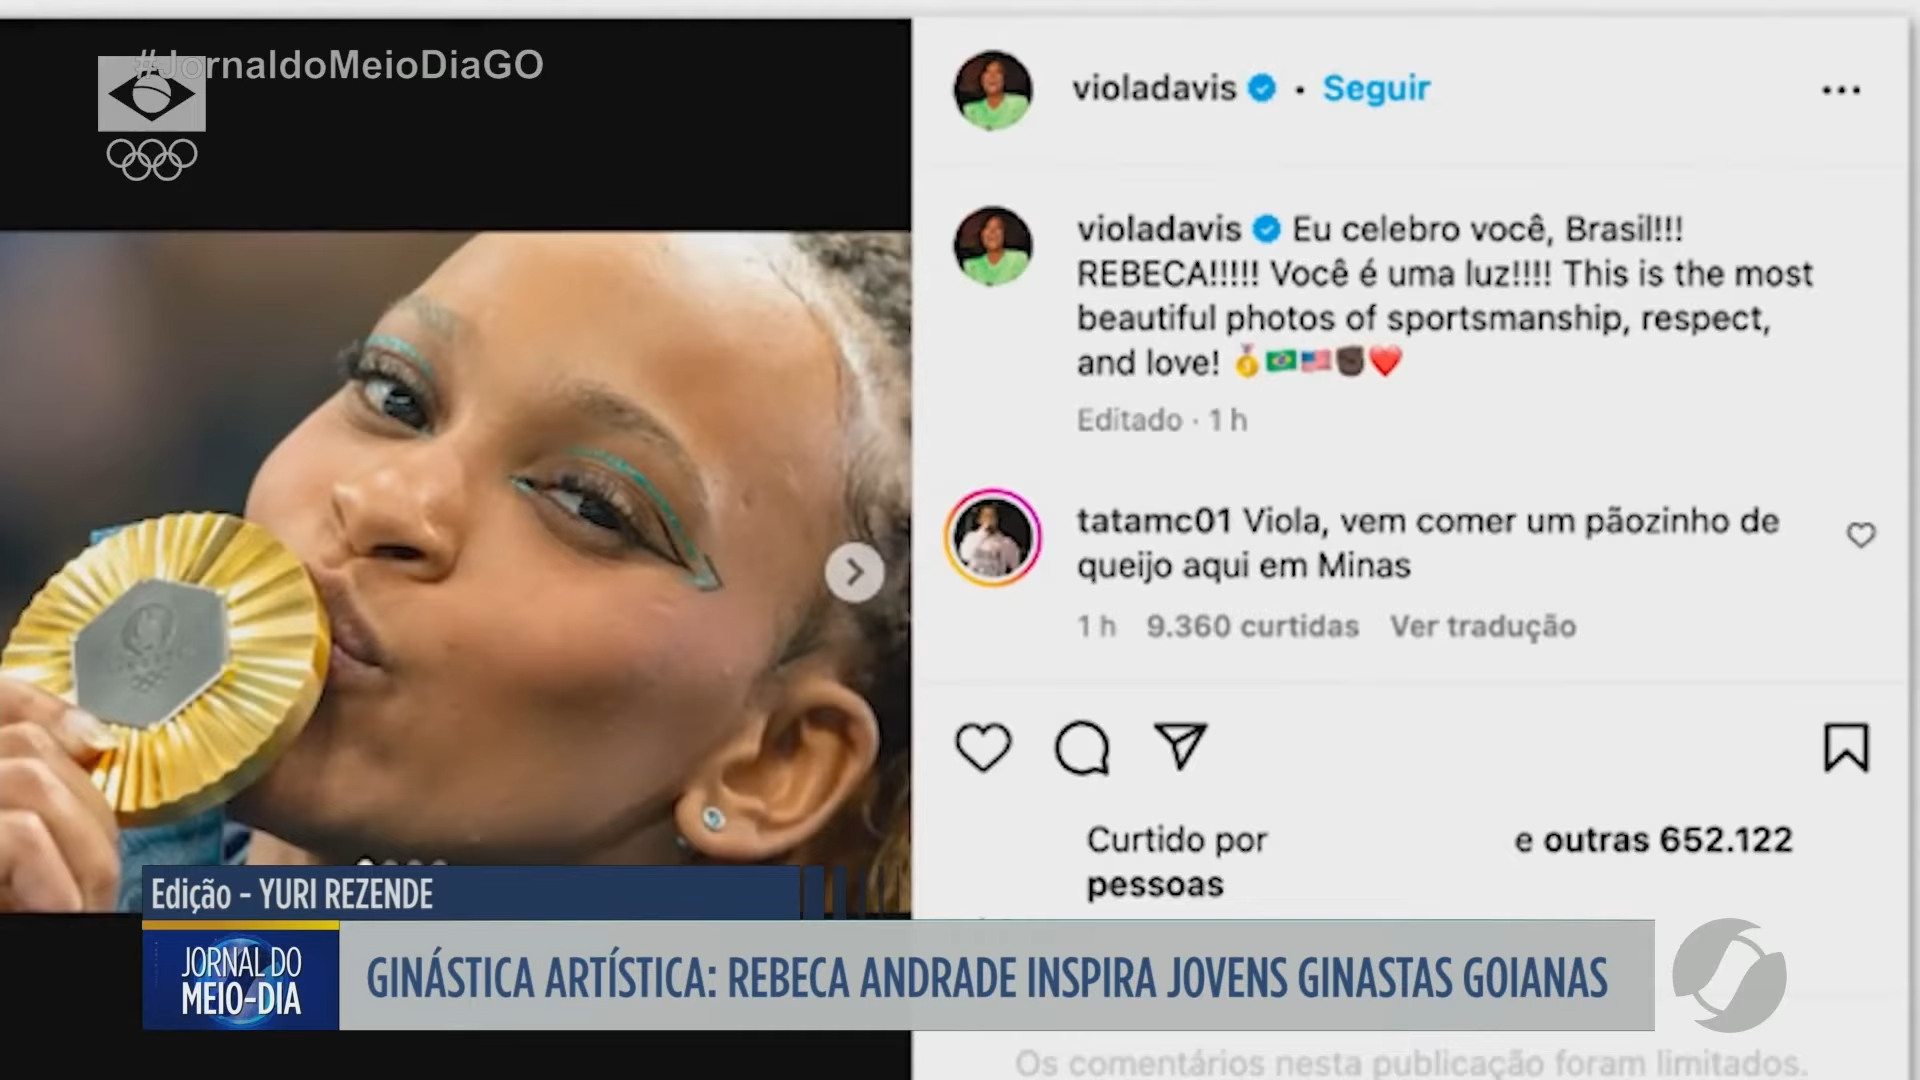 #JornaldoMeioDiaGO
violadavis • Seguir
violadavis Eu celebro você, Brasil!!!
REBECA!!!!! Você é uma luz!!!! This is the most
beautiful photos of sportsmanship, respect,
and love! 🥇🇧🇷🇺🇸✊🏿❤️
Editado · 1 h
tatamc01 Viola, vem comer um pãozinho de
queijo aqui em Minas
1 h 9.360 curtidas Ver tradução
Curtido por e outras 652.122
pessoas
Edição - YURI REZENDE
JORNAL DO
MEIO-DIA
GINÁSTICA ARTÍSTICA: REBECA ANDRADE INSPIRA JOVENS GINASTAS GOIANAS
Os comentários nesta publicação foram limitados.